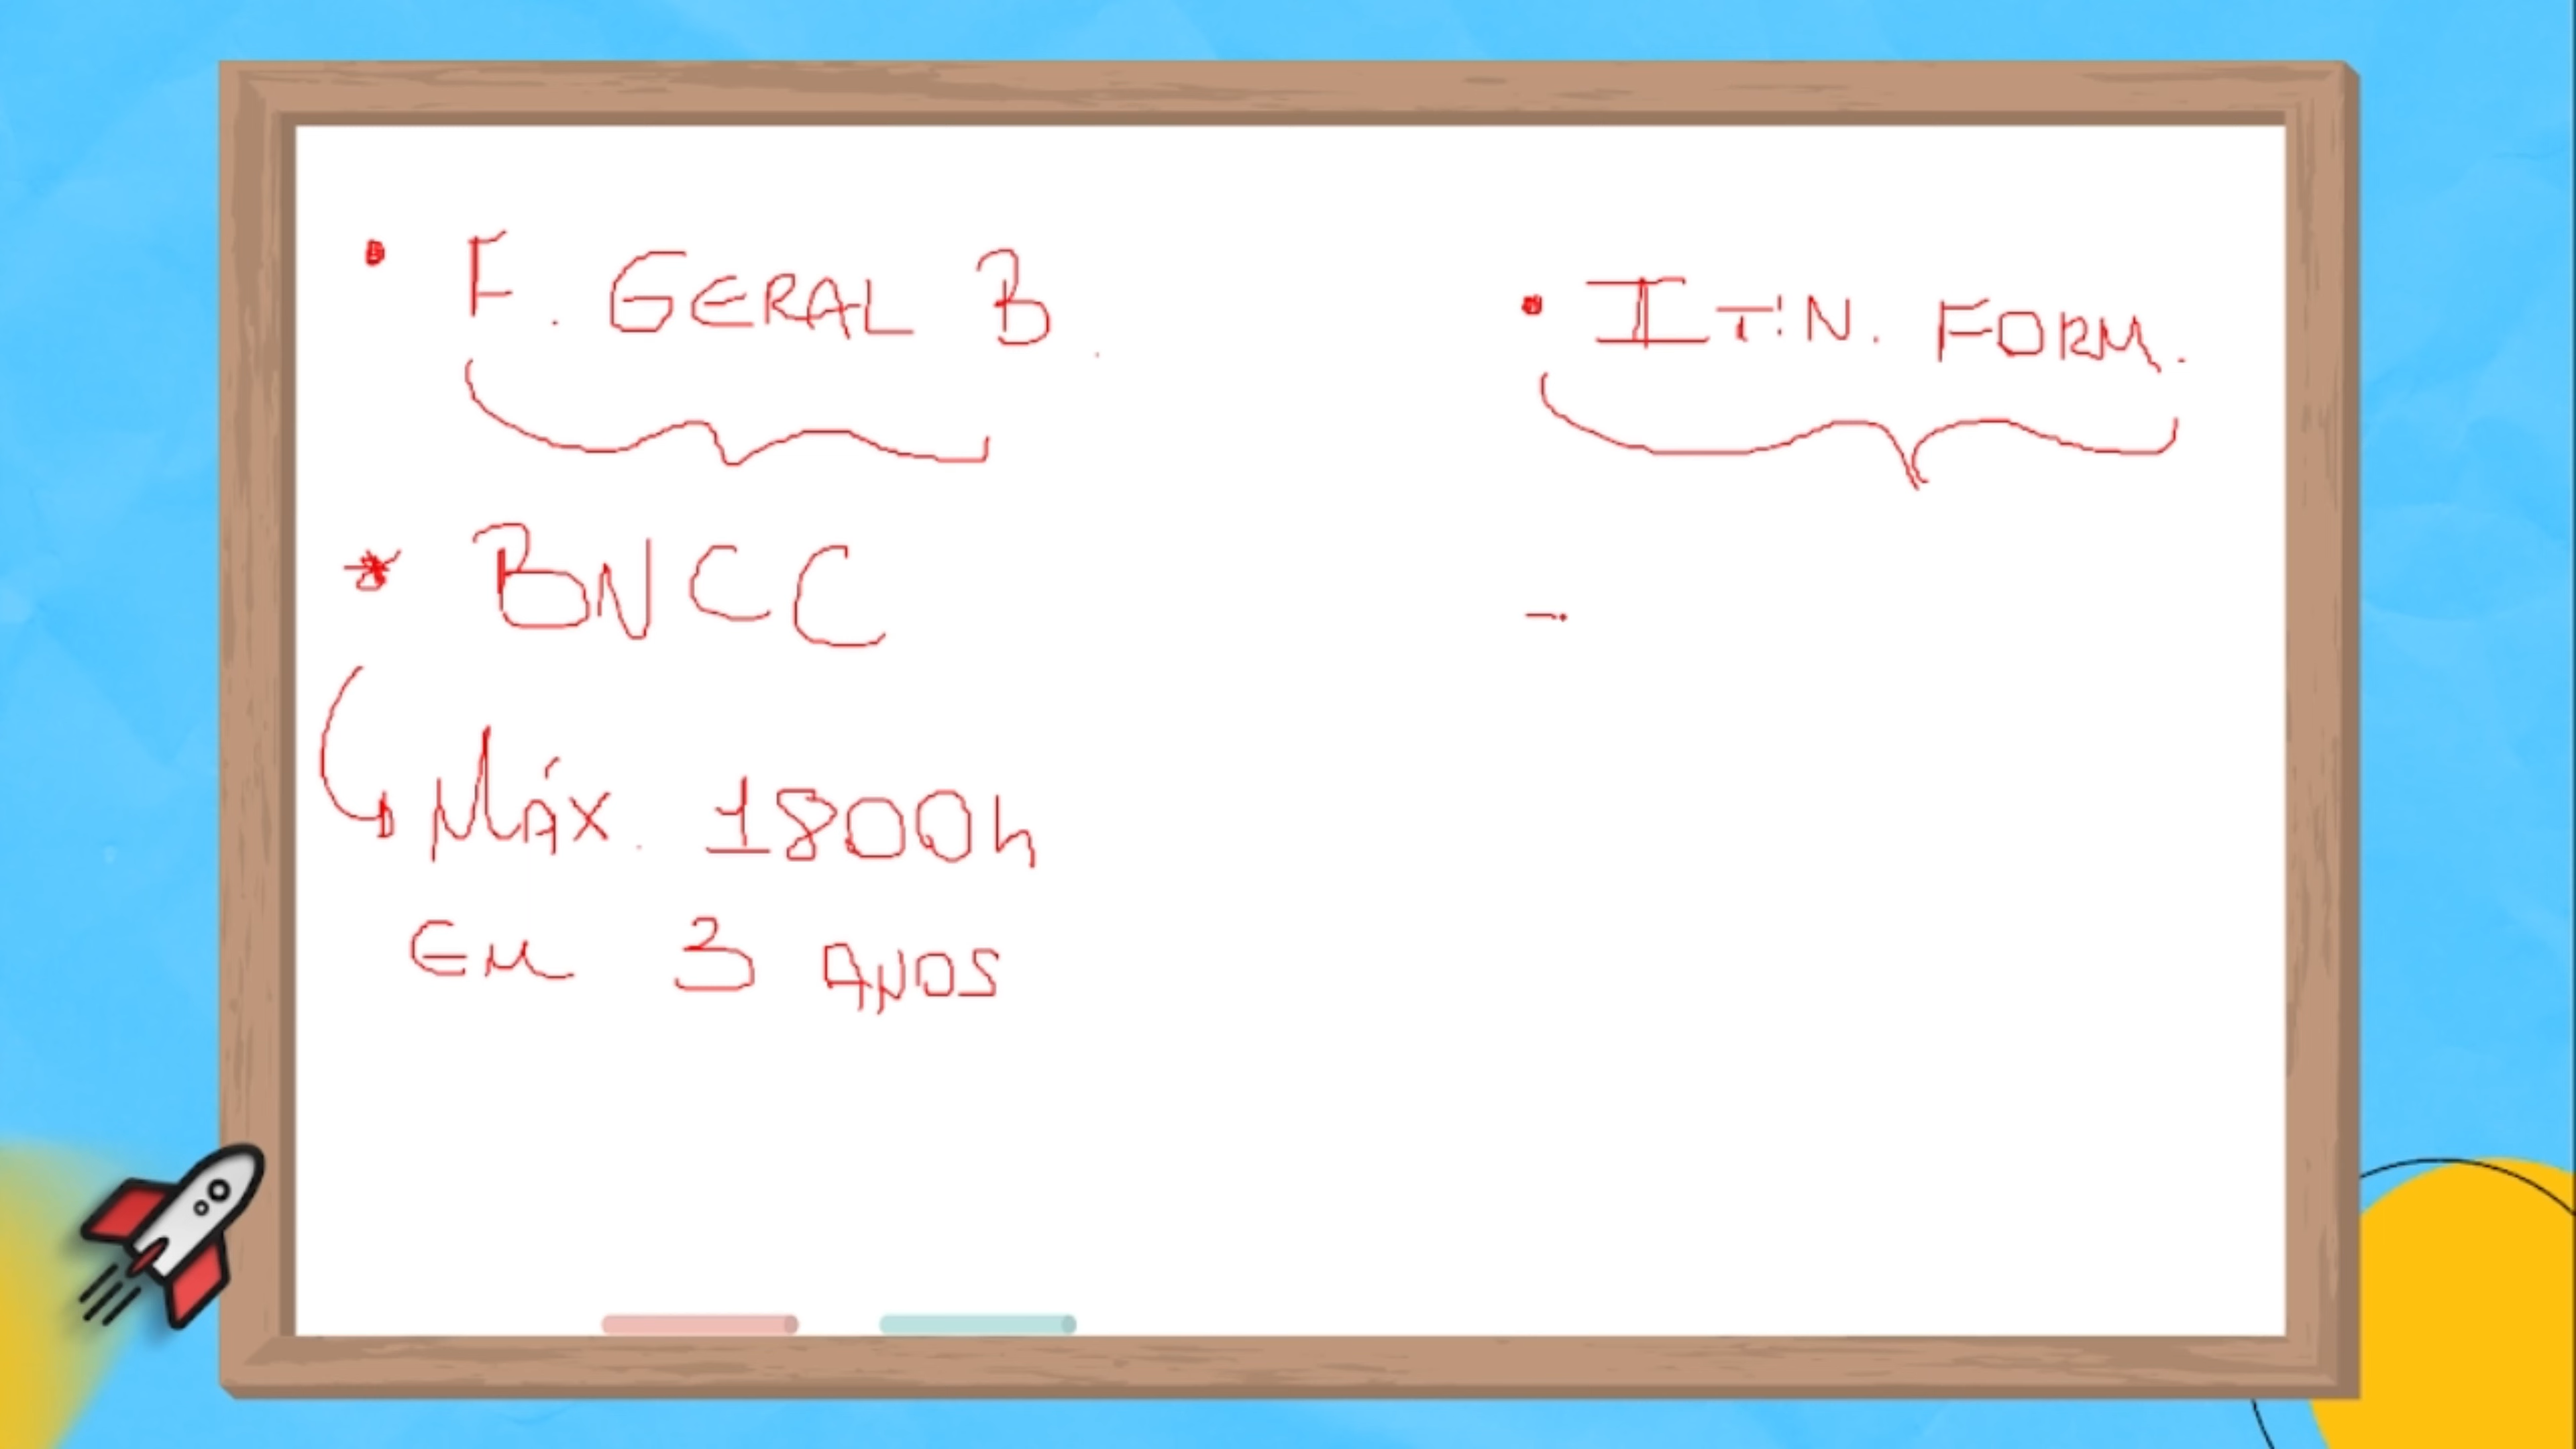 • F. GERAL B.
• ITIN. FORM.
* BNCC
-.
MÁX. 1800h
EM 3 ANOS